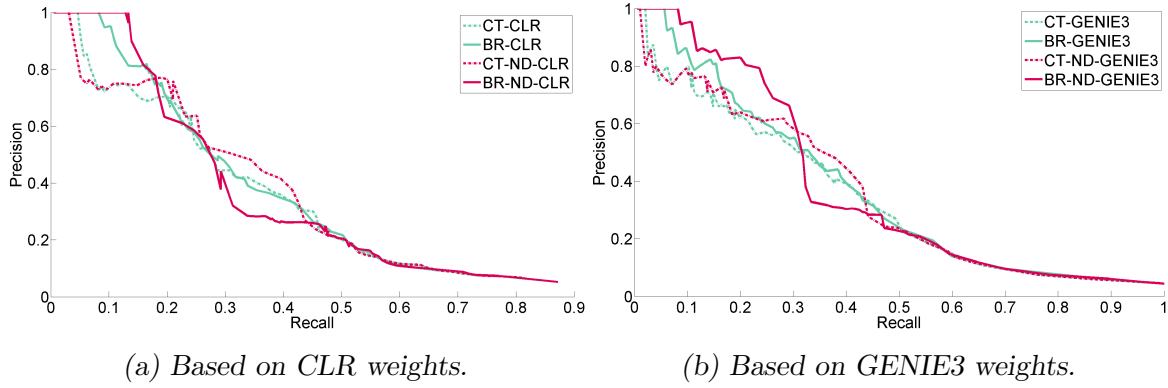 1
0.8
0.6
0.4
0.2
0
Precision
0 0.1 0.2 0.3 0.4 0.5 0.6 0.7 0.8 0.9
Recall
CT-CLR
BR-CLR
CT-ND-CLR
BR-ND-CLR
(a) Based on CLR weights.
1
0.8
0.6
0.4
0.2
0
Precision
0 0.1 0.2 0.3 0.4 0.5 0.6 0.7 0.8 0.9 1
Recall
CT-GENIE3
BR-GENIE3
CT-ND-GENIE3
BR-ND-GENIE3
(b) Based on GENIE3 weights.